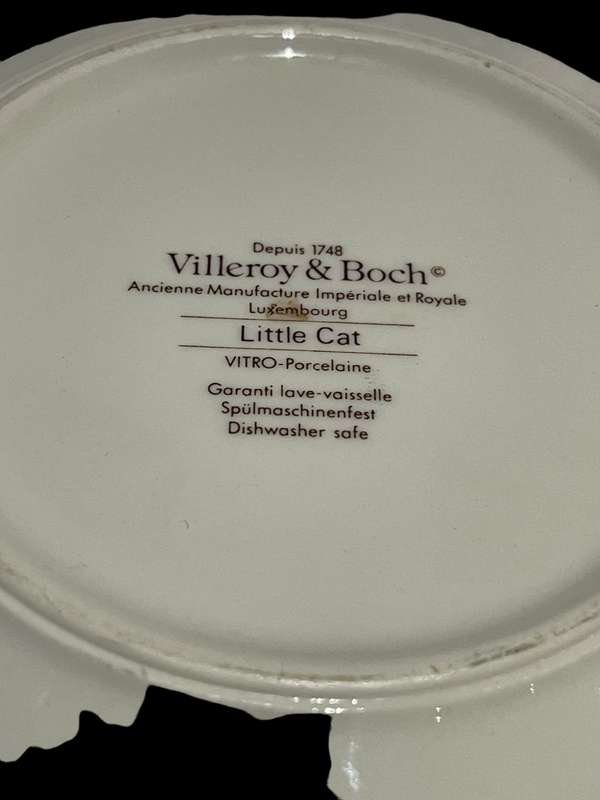 Depuis 1748
Villeroy & Boch©
Ancienne Manufacture Impériale et Royale
Luxembourg
Little Cat
VITRO-Porcelaine
Garanti lave-vaisselle
Spülmaschinenfest
Dishwasher safe